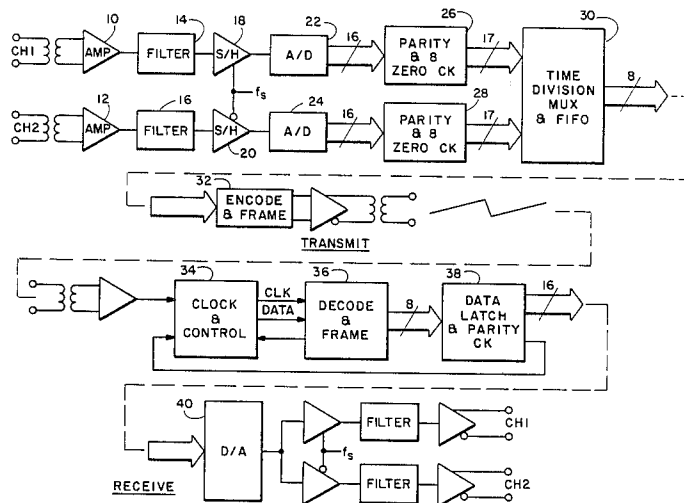 10 14 18 22 26 30
CH1 AMP FILTER S/H A/D 16 PARITY & 8 ZERO CK 17 TIME DIVISION MUX & FIFO 8
fs
12 16 20 24 28
CH2 AMP FILTER S/H A/D 16 PARITY & 8 ZERO CK 17
32
ENCODE & FRAME
TRANSMIT
34 36 38
CLOCK & CONTROL CLK DATA DECODE & FRAME 8 DATA LATCH & PARITY CK 16
40
D/A fs FILTER CH1
FILTER CH2
RECEIVE